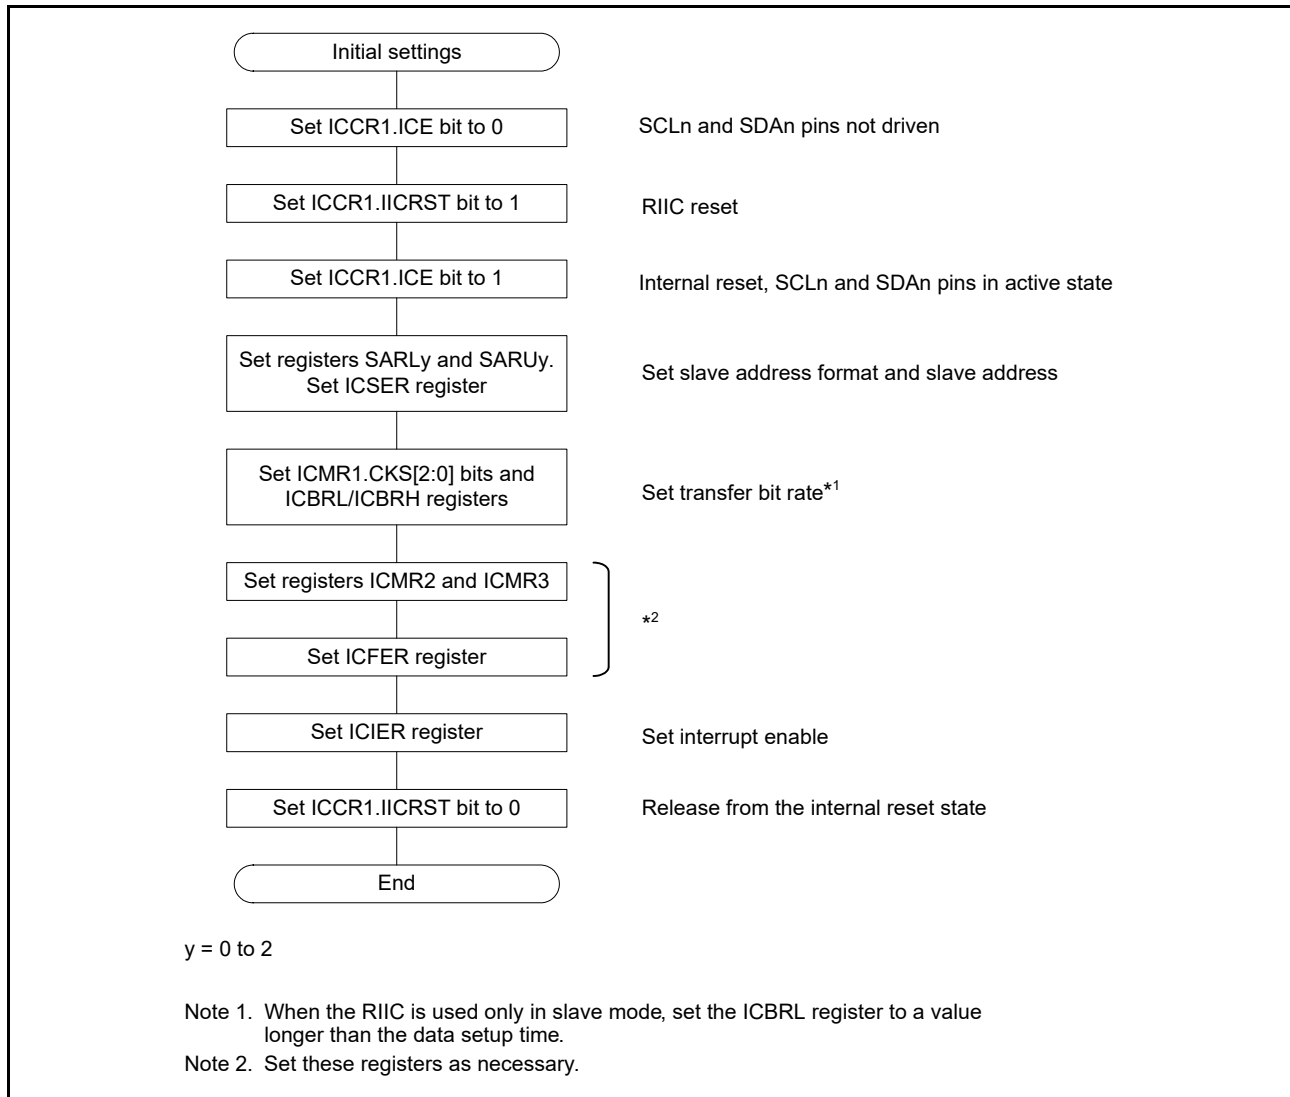 Initial settings
Set ICCR1.ICE bit to 0
SCLn and SDAn pins not driven
Set ICCR1.IICRST bit to 1
RIIC reset
Set ICCR1.ICE bit to 1
Internal reset, SCLn and SDAn pins in active state
Set registers SARLy and SARUy.
Set ICSER register
Set slave address format and slave address
Set ICMR1.CKS[2:0] bits and
ICBRL/ICBRH registers
Set transfer bit rate*1
Set registers ICMR2 and ICMR3
*2
Set ICFER register
Set ICIER register
Set interrupt enable
Set ICCR1.IICRST bit to 0
Release from the internal reset state
End
y = 0 to 2
Note 1. When the RIIC is used only in slave mode, set the ICBRL register to a value
longer than the data setup time.
Note 2. Set these registers as necessary.